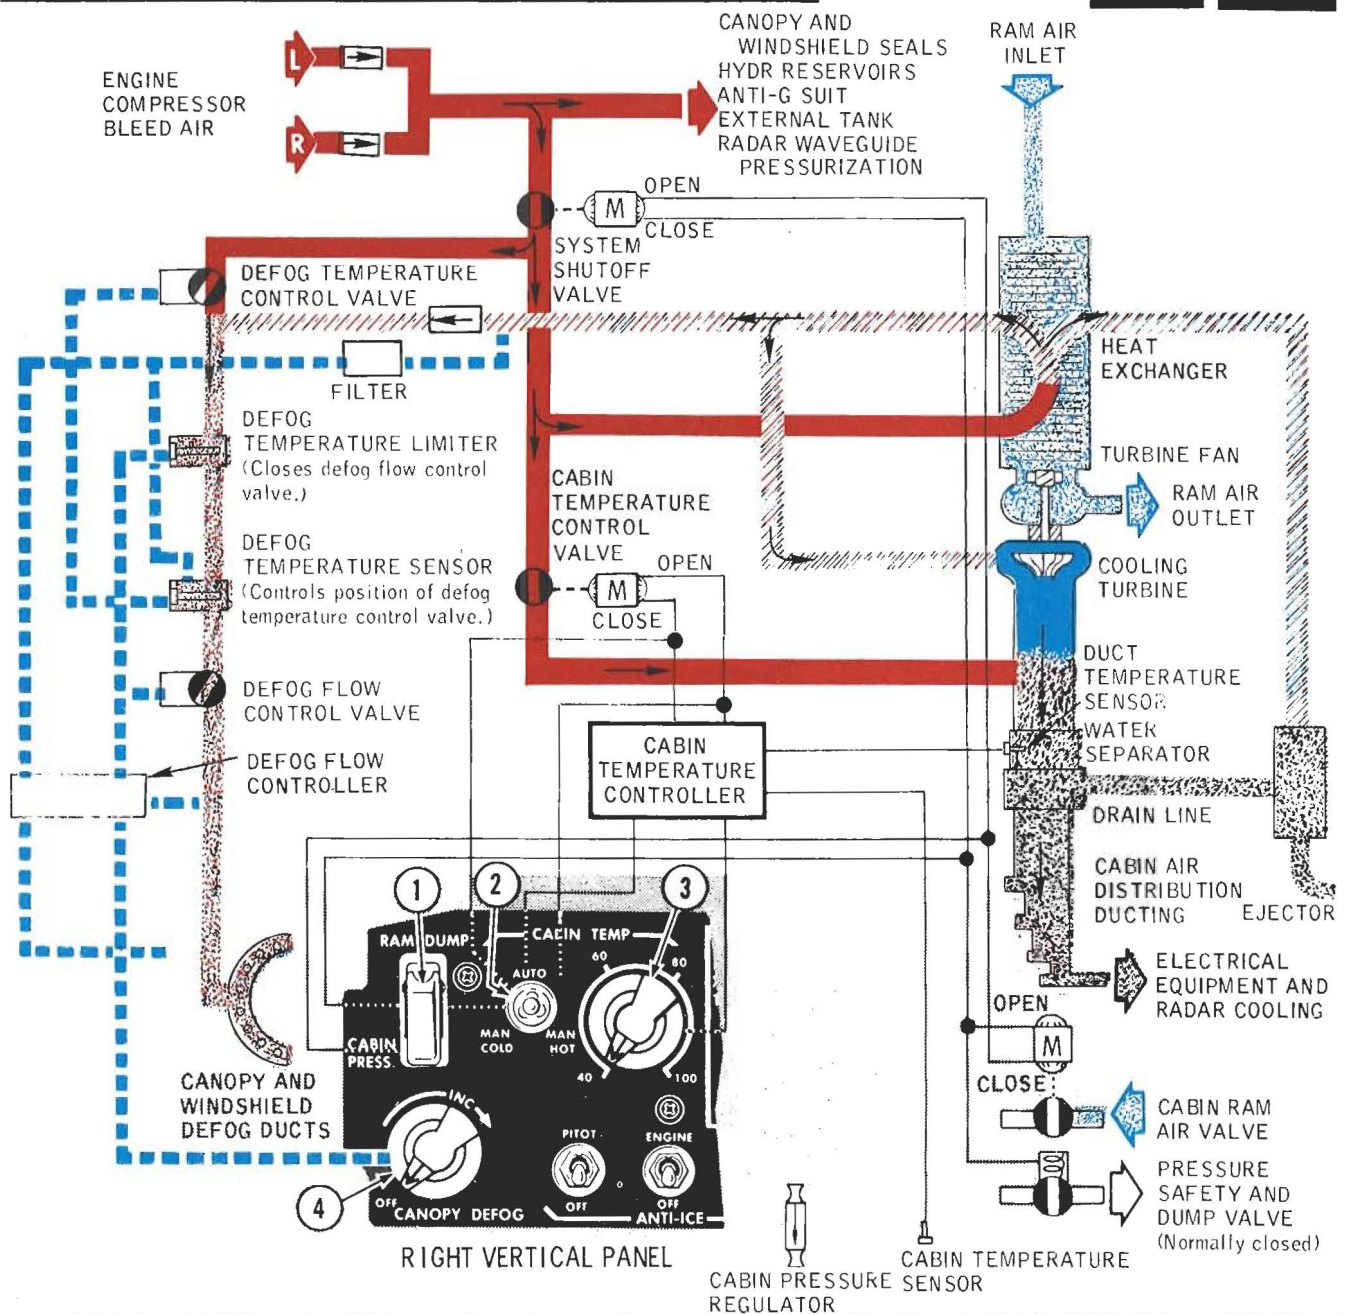 ENGINE
COMPRESSOR
BLEED AIR
L
R
CANOPY AND
WINDSHIELD SEALS
HYDR RESERVOIRS
ANTI-G SUIT
EXTERNAL TANK
RADAR WAVEGUIDE
PRESSURIZATION
RAM AIR
INLET
OPEN
M
CLOSE
SYSTEM
SHUTOFF
VALVE
DEFOG TEMPERATURE
CONTROL VALVE
FILTER
HEAT
EXCHANGER
DEFOG
TEMPERATURE LIMITER
(Closes defog flow control
valve.)
TURBINE FAN
RAM AIR
OUTLET
CABIN
TEMPERATURE
CONTROL
VALVE
OPEN
M
CLOSE
DEFOG
TEMPERATURE SENSOR
(Controls position of defog
temperature control valve.)
COOLING
TURBINE
DUCT
TEMPERATURE
SENSOR
WATER
SEPARATOR
DEFOG FLOW
CONTROL VALVE
DEFOG FLOW
CONTROLLER
CABIN
TEMPERATURE
CONTROLLER
DRAIN LINE
CABIN AIR
DISTRIBUTION
DUCTING
EJECTOR
1
2
3
RAM DUMP
CABIN TEMP
60
80
AUTO
MAN
COLD
MAN
HOT
40
100
CABIN
PRESS.
ELECTRICAL
EQUIPMENT AND
RADAR COOLING
OPEN
M
CLOSE
CANOPY AND
WINDSHIELD
DEFOG DUCTS
INC
PITOT
ENGINE
CABIN RAM
AIR VALVE
4
OFF
CANOPY DEFOG
OFF
OFF
ANTI-ICE
PRESSURE
SAFETY AND
DUMP VALVE
(Normally closed)
RIGHT VERTICAL PANEL
CABIN PRESSURE
REGULATOR
CABIN TEMPERATURE
SENSOR